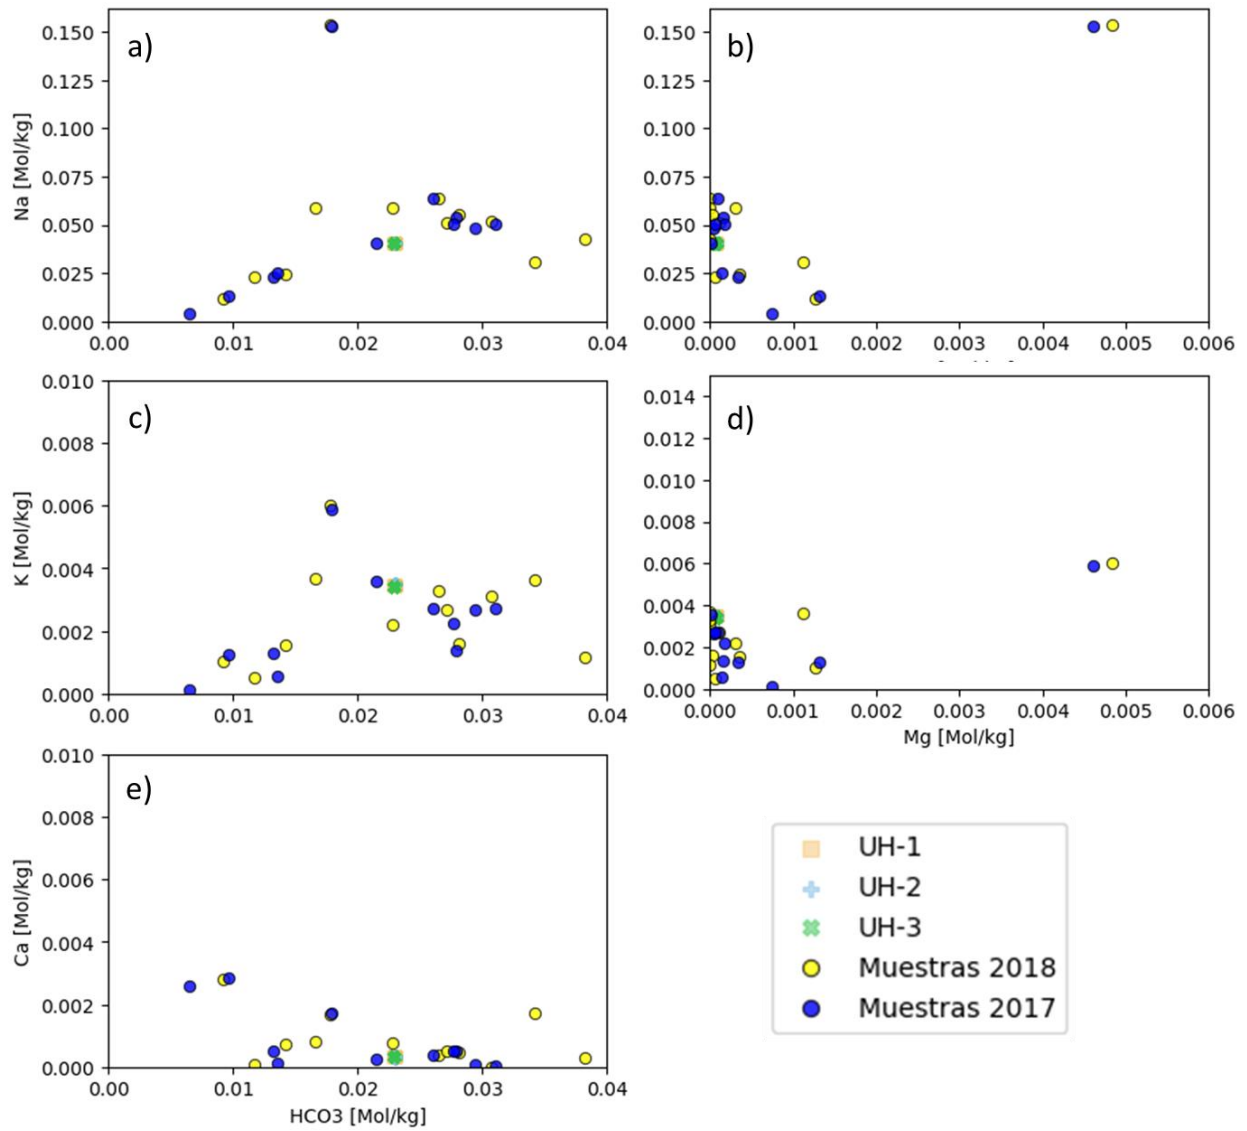 a)
0.150
0.125
0.100
0.075
0.050
0.025
0.000
Na [Mol/kg]
0.00 0.01 0.02 0.03 0.04
b)
0.150
0.125
0.100
0.075
0.050
0.025
0.000
0.000 0.001 0.002 0.003 0.004 0.005 0.006
c)
0.010
0.008
0.006
0.004
0.002
0.000
K [Mol/kg]
0.00 0.01 0.02 0.03 0.04
d)
0.014
0.012
0.010
0.008
0.006
0.004
0.002
0.000
0.000 0.001 0.002 0.003 0.004 0.005 0.006
Mg [Mol/kg]
e)
0.010
0.008
0.006
0.004
0.002
0.000
Ca [Mol/kg]
0.00 0.01 0.02 0.03 0.04
HCO3 [Mol/kg]
UH-1
UH-2
UH-3
Muestras 2018
Muestras 2017